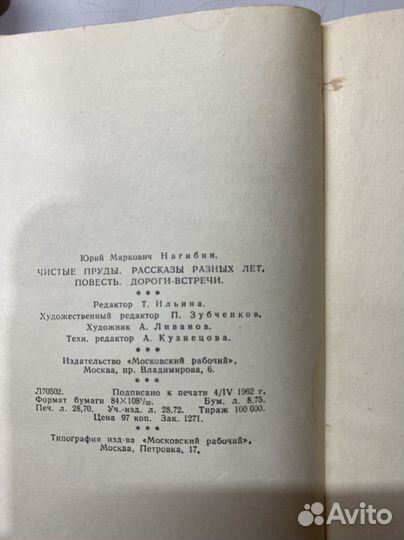 Юрий Маркович Нагибин.
ЧИСТЫЕ ПРУДЫ. РАССКАЗЫ РАЗНЫХ ЛЕТ.
ПОВЕСТЬ. ДОРОГИ-ВСТРЕЧИ.
* * *
Редактор Т. Ильина.
Художественный редактор П. Зубченков.
Художник А. Ливанов.
Техн. редактор А. Кузнецова.
* * *
Издательство «Московский рабочий»,
Москва, пр. Владимирова, 6.
* * *
Л70502. Подписано к печати 4/IV 1962 г.
Формат бумаги 84×108¹/₃₂. Бум. л. 8,75.
Печ. л. 28,70. Уч.-изд. л. 28,72. Тираж 100 000.
Цена 97 коп. Зак. 1271.
* * *
Типография изд-ва «Московский рабочий»,
Москва, Петровка, 17.
Avito